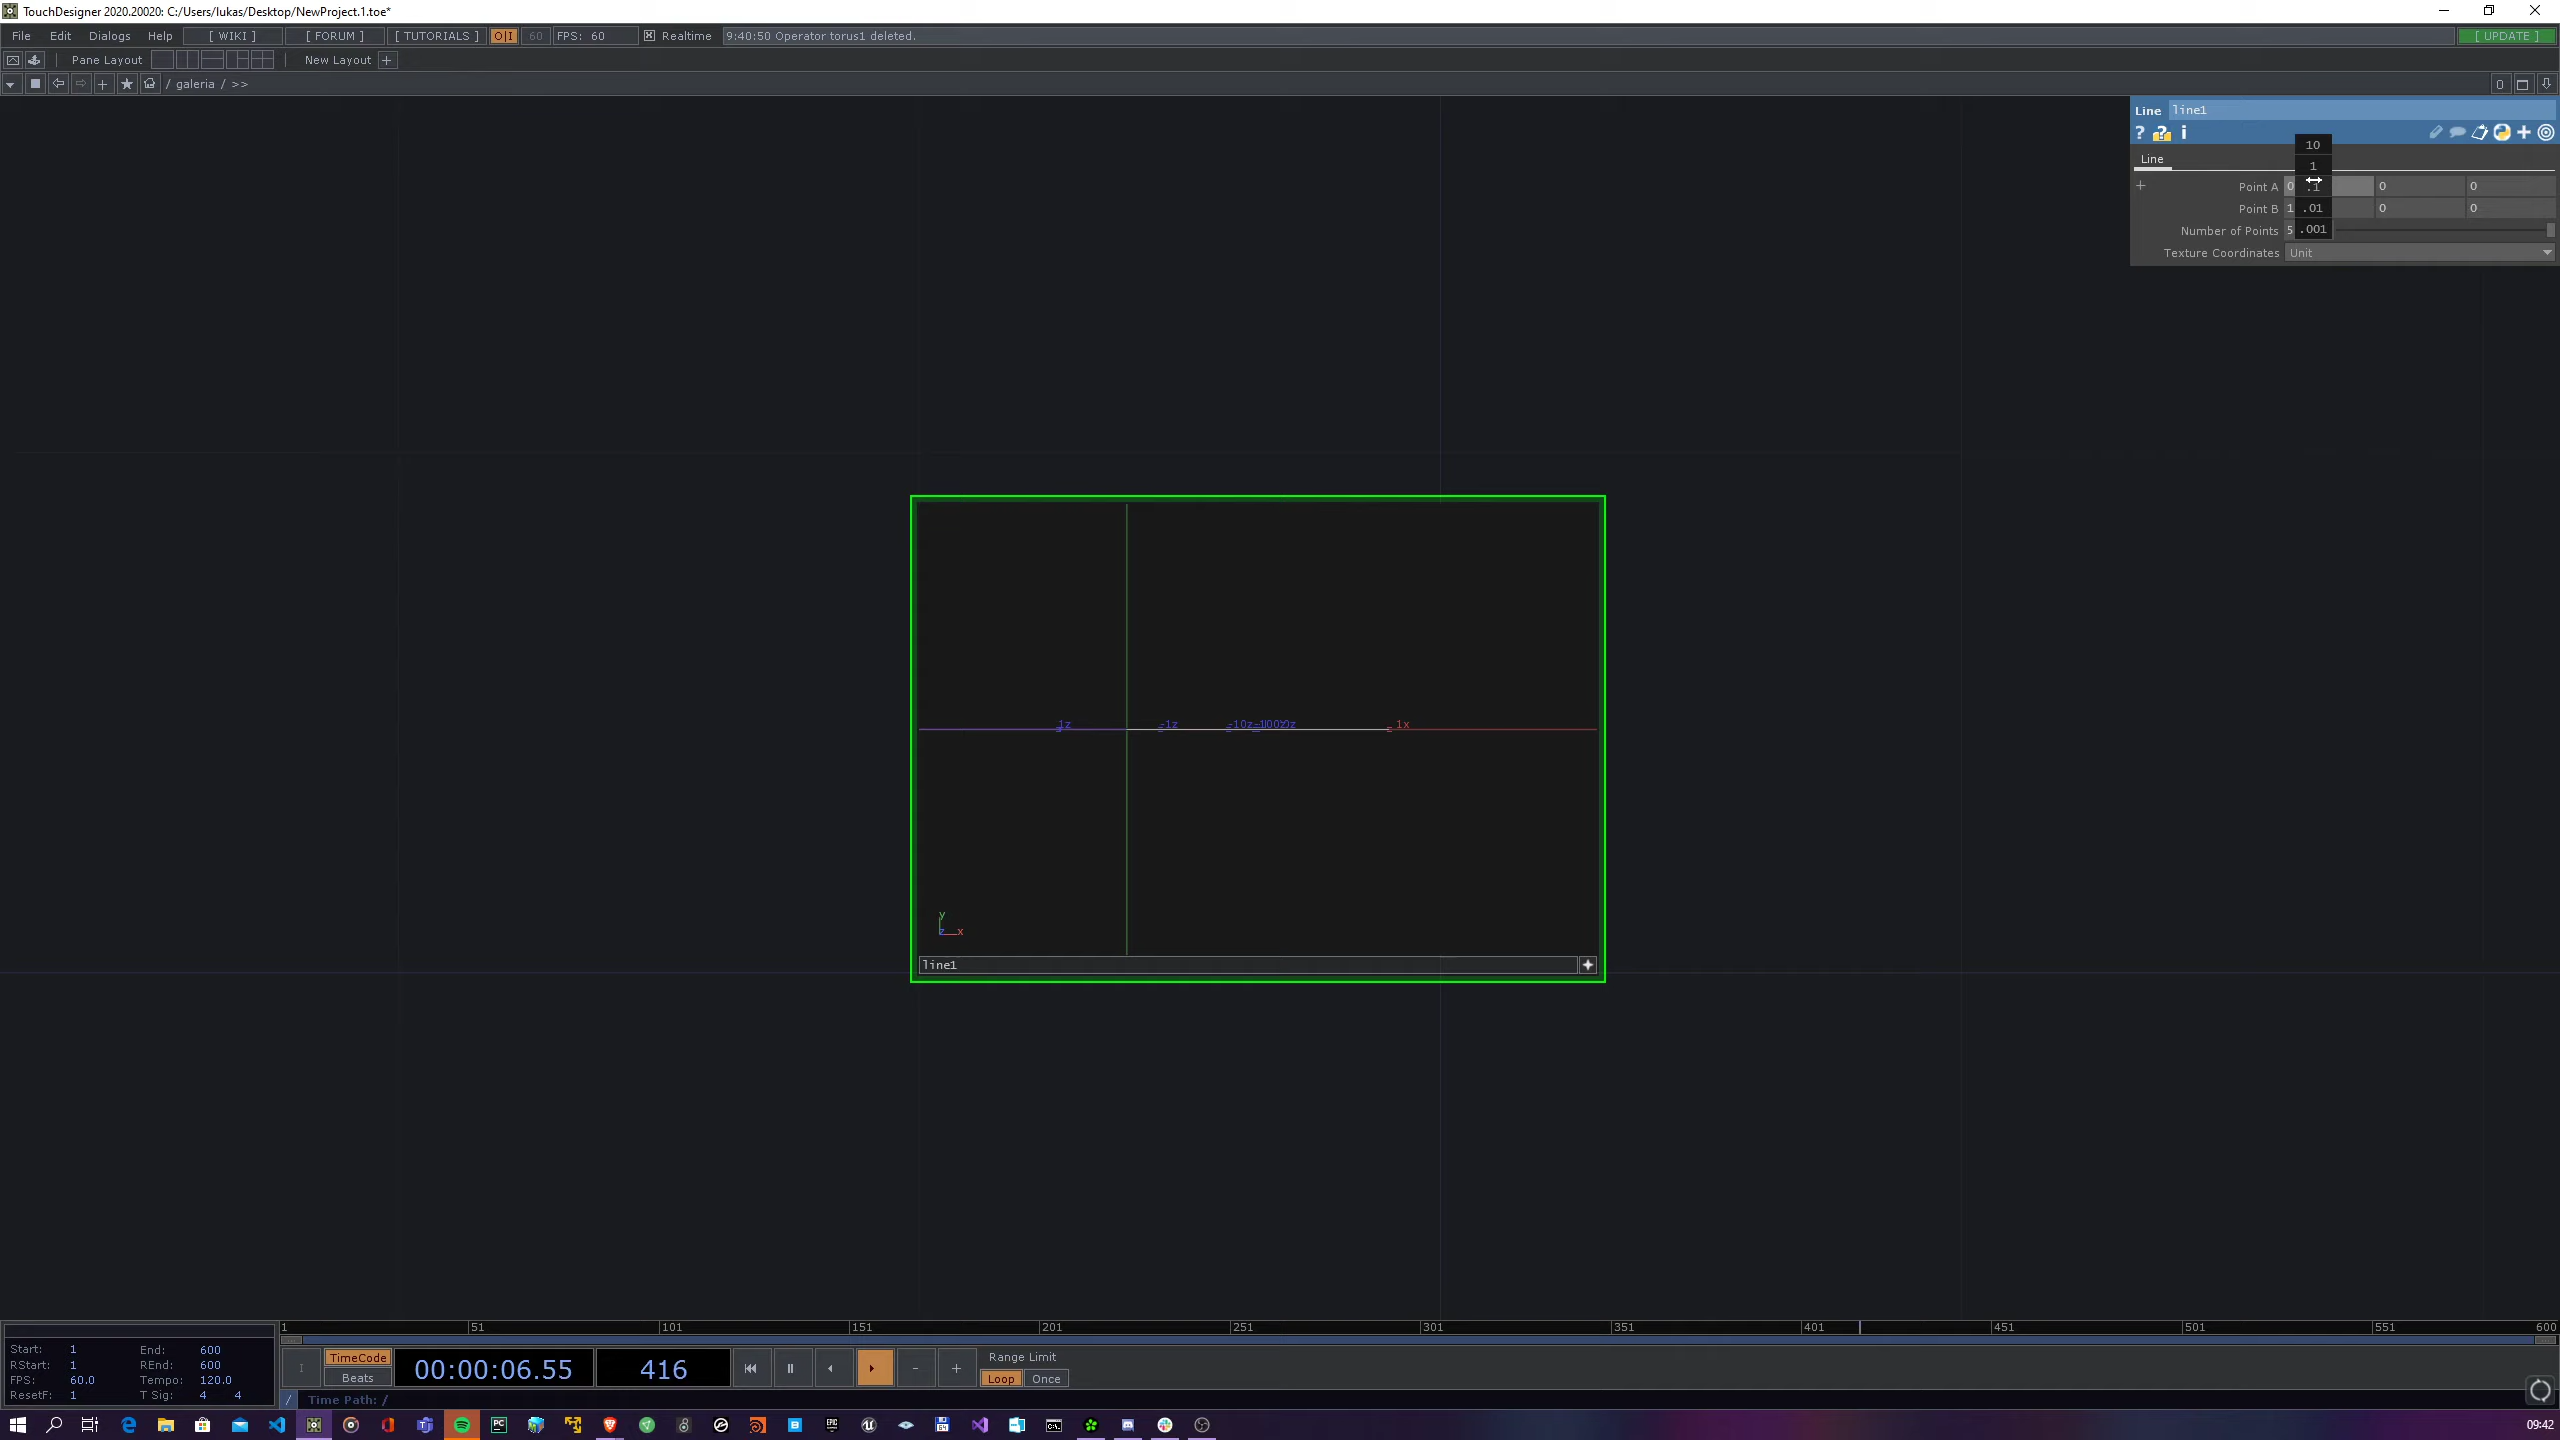 TouchDesigner 2020.20020: C:/Users/lukas/Desktop/NewProject.1.toe*
File Edit Dialogs Help [ WIKI ] [ FORUM ] [ TUTORIALS ] O|I 60 FPS: 60 Realtime 9:40:50 Operator torus1 deleted. [ UPDATE ]
Pane Layout New Layout +
/ galeria / >> 0
Line line1
? ? i
10
Line 1
Point A 0 .1 0 0
Point B 1 .01 0 0
Number of Points 5 .001
Texture Coordinates Unit
1z -1z -10z 1x
y
z x
line1
1 51 101 151 201 251 301 351 401 451 501 551 600
Start: 1 End: 600
RStart: 1 REnd: 600
FPS: 60.0 Tempo: 120.0
ResetF: 1 T Sig: 4 4
TimeCode
Beats
00:00:06.55 416
- +
Range Limit
Loop Once
/ Time Path: /
09:42